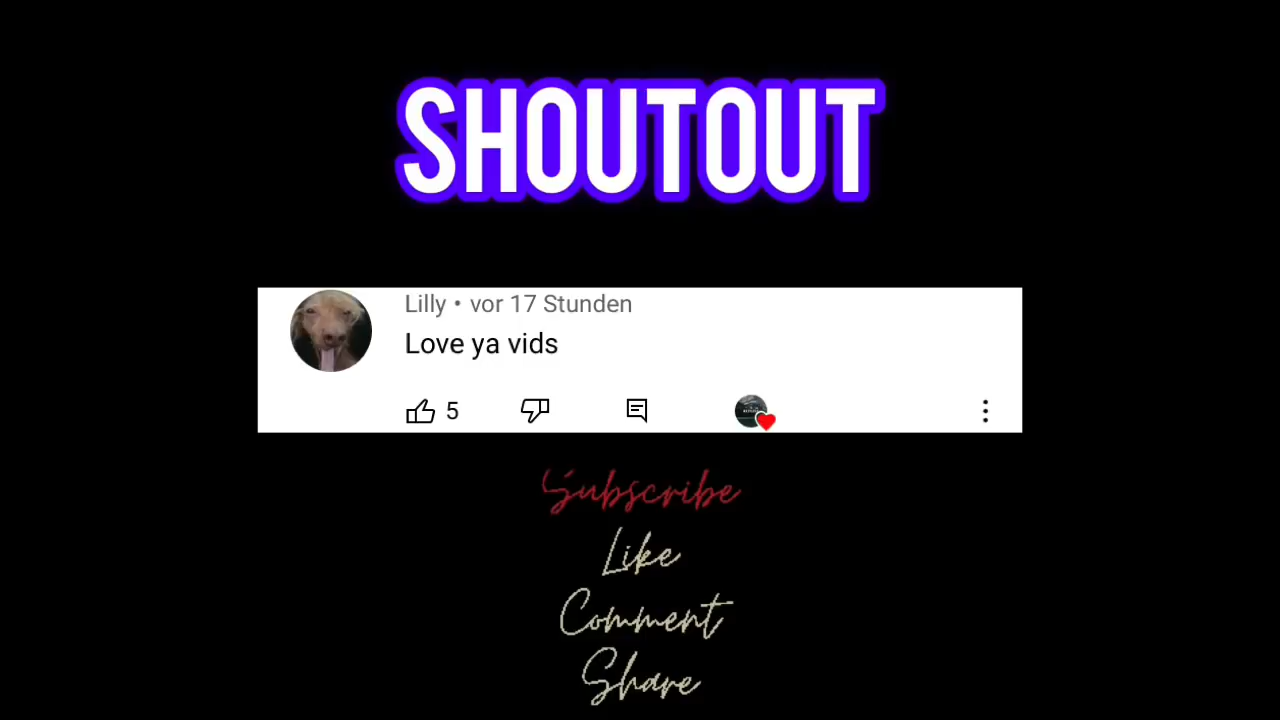 SHOUTOUT
Lilly • vor 17 Stunden
Love ya vids
5
Subscribe
Like
Comment
Share